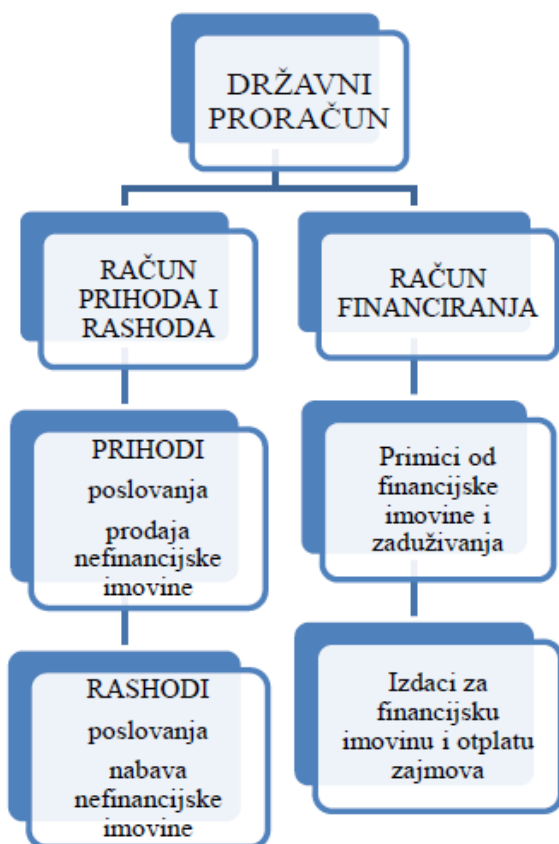 DRŽAVNI
PRORAČUN
RAČUN
PRIHODA I
RASHODA
RAČUN
FINANCIRANJA
PRIHODI
poslovanja
prodaja
nefinancijske
imovine
Primici od
financijske
imovine i
zaduživanja
RASHODI
poslovanja
nabava
nefinancijske
imovine
Izdaci za
financijsku
imovinu i otplatu
zajmova